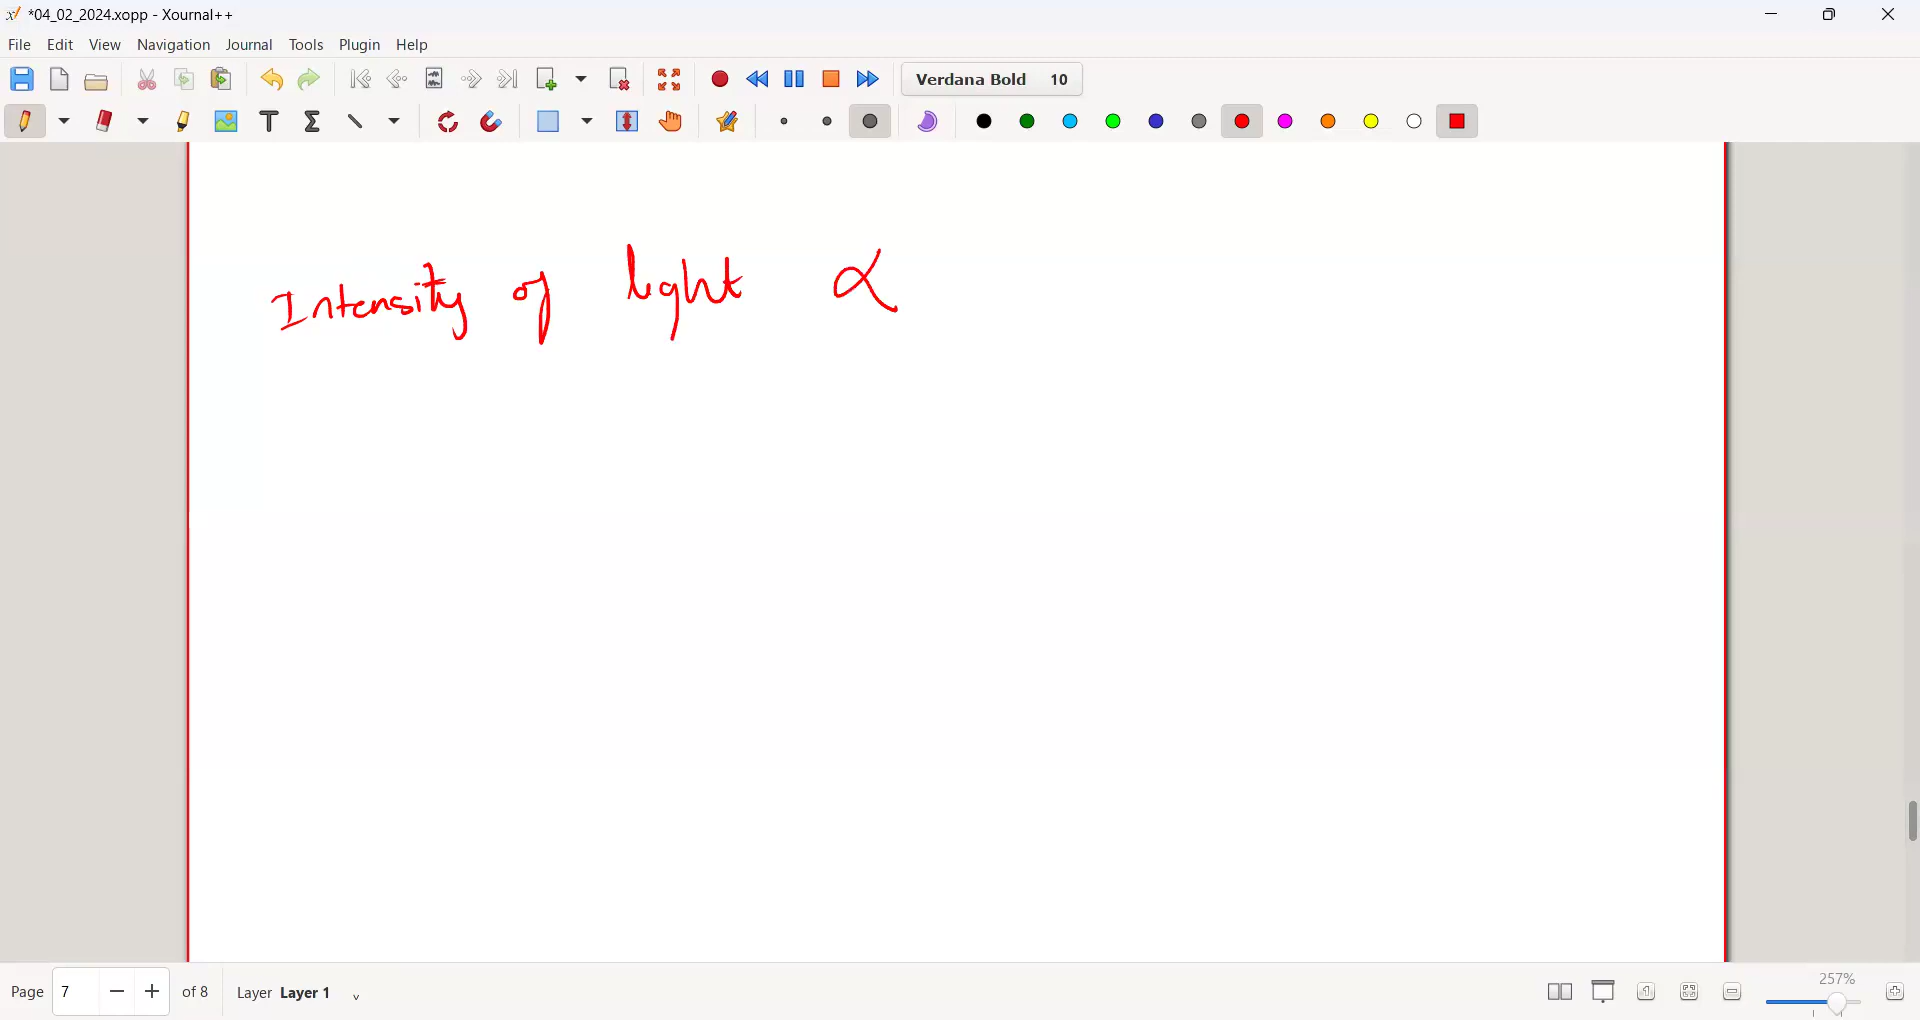 *04_02_2024.xopp - Xournal++
File Edit View Navigation Journal Tools Plugin Help
Verdana Bold 10
Intensity of light ∝
Page 7 of 8 Layer Layer 1 257%